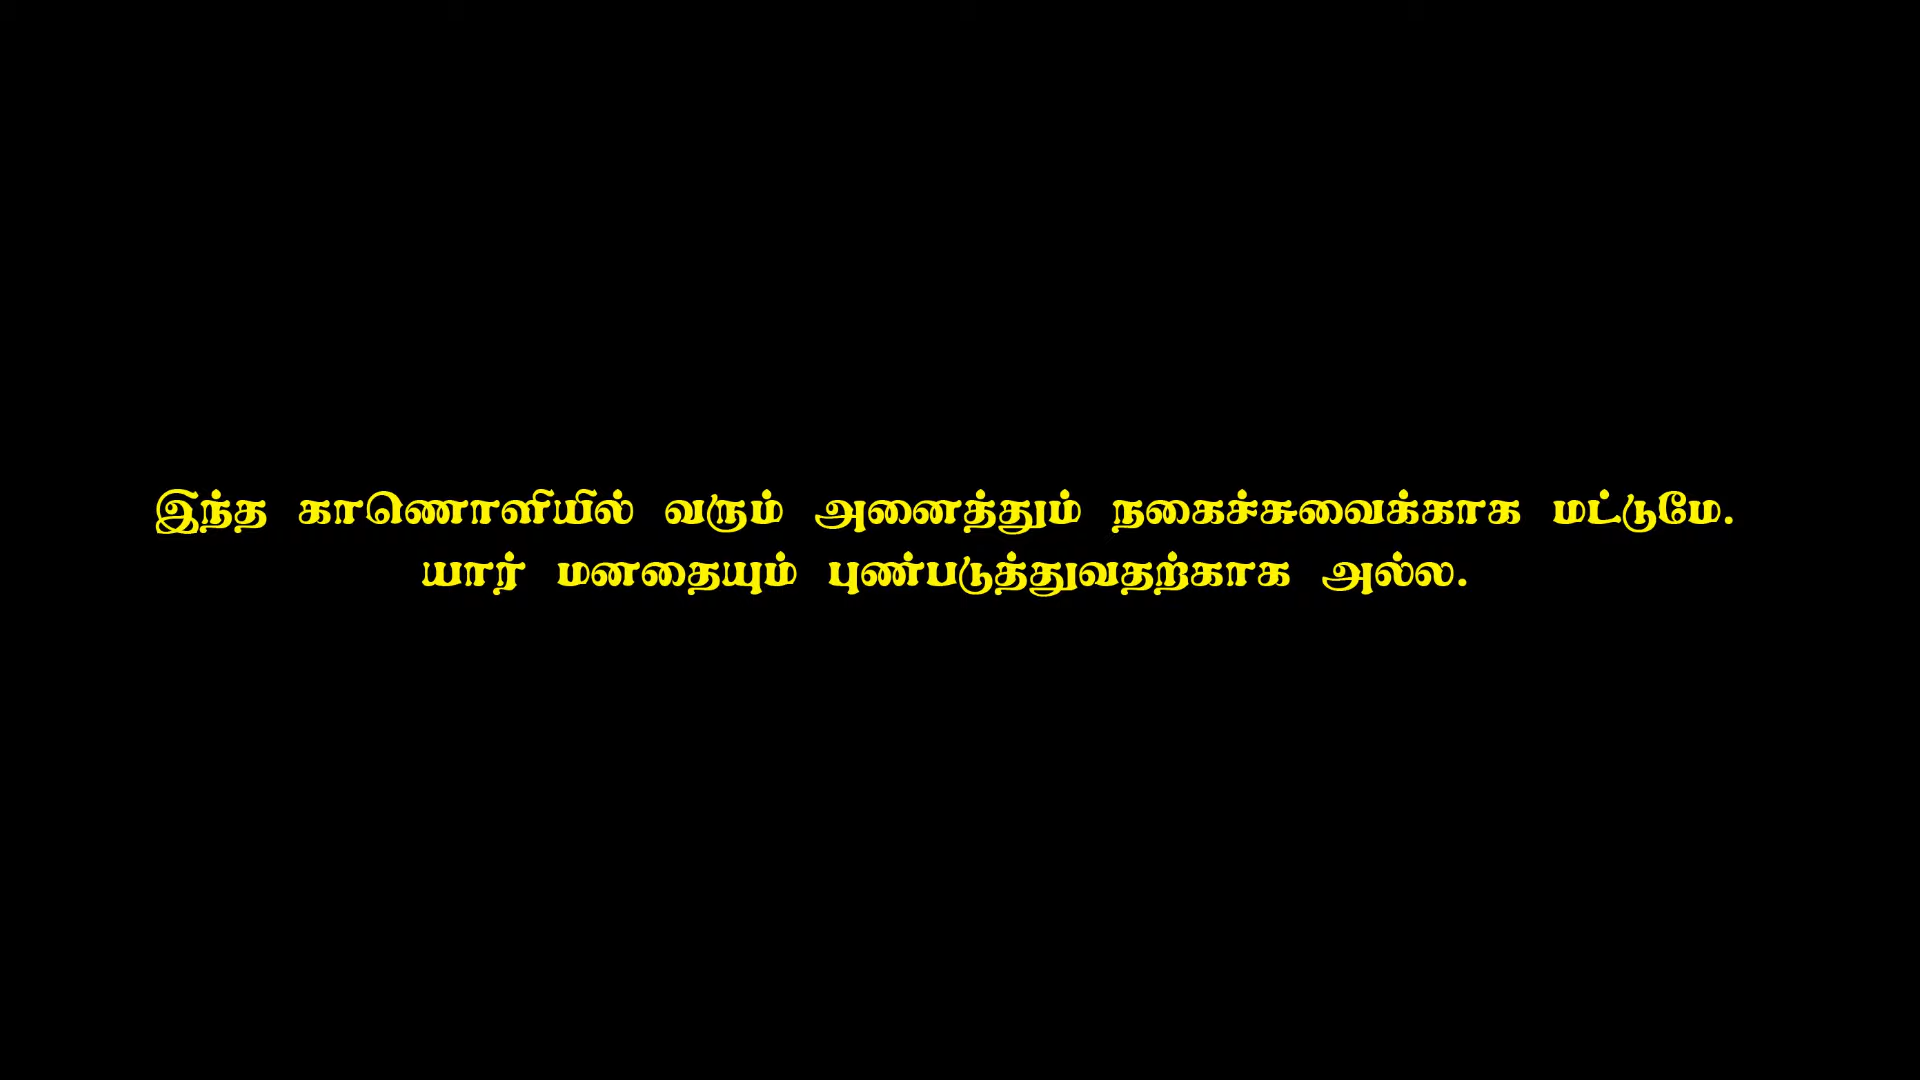 இந்த காணொளியில் வரும் அனைத்தும் நகைச்சுவைக்காக மட்டுமே.
யார் மனதையும் புண்படுத்துவதற்காக அல்ல.